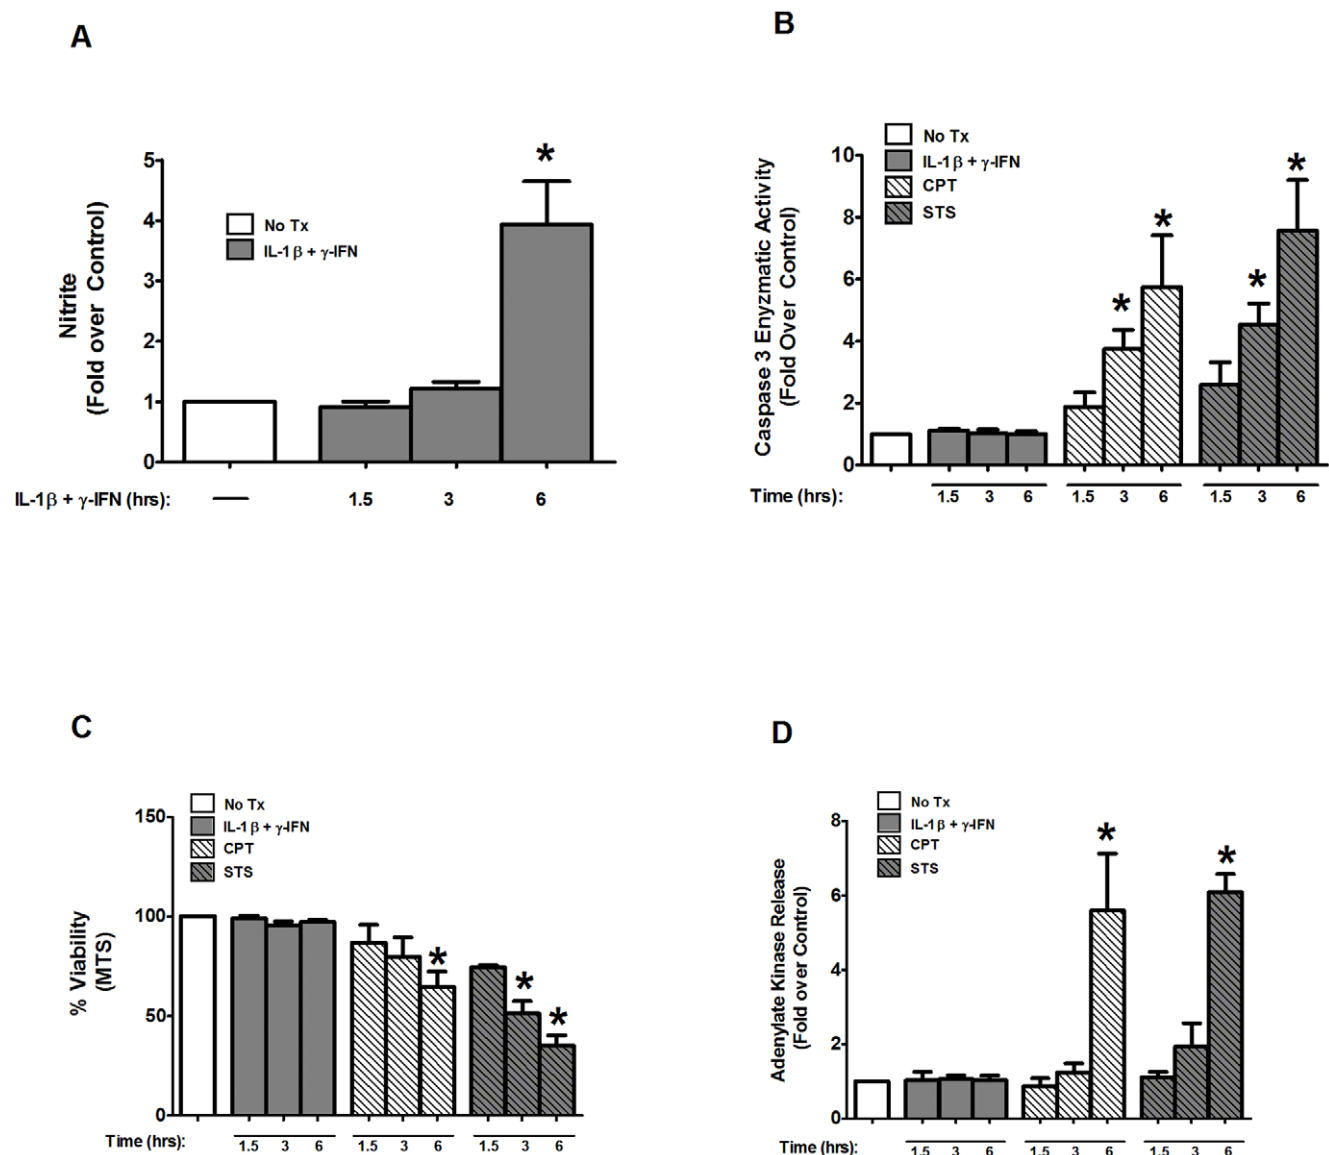 A
5
4
3
2
1
0
Nitrite
(Fold over Control)
No Tx
IL-1β + γ-IFN
*
IL-1β + γ-IFN (hrs): — 1.5 3 6
B
No Tx
IL-1β + γ-IFN
CPT
STS
10
8
6
4
2
0
Caspase 3 Enyzmatic Activity
(Fold Over Control)
* * * *
Time (hrs): 1.5 3 6 1.5 3 6 1.5 3 6
C
No Tx
IL-1β + γ-IFN
CPT
STS
150
100
50
0
% Viability
(MTS)
* * *
Time (hrs): 1.5 3 6 1.5 3 6 1.5 3 6
D
No Tx
IL-1β + γ-IFN
CPT
STS
8
6
4
2
0
Adenylate Kinase Release
(Fold over Control)
* *
Time (hrs): 1.5 3 6 1.5 3 6 1.5 3 6